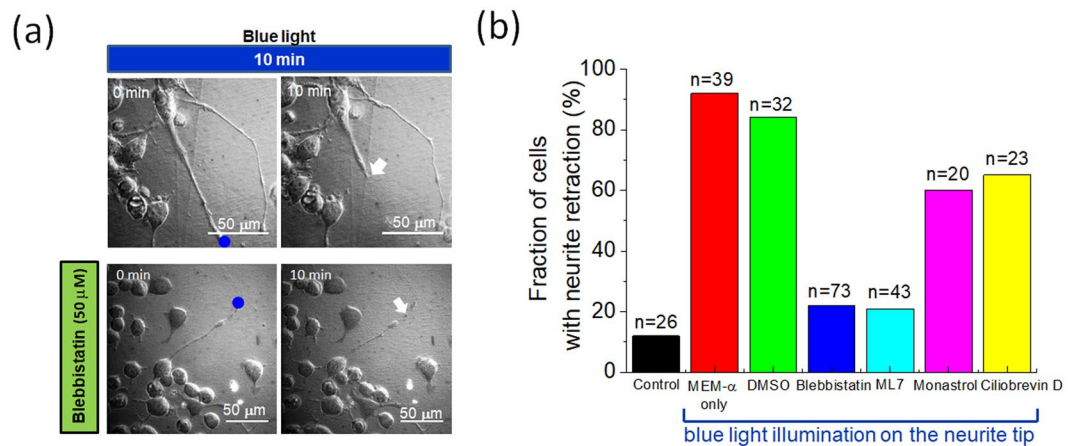 (a)
Blue light
10 min
0 min
10 min
50 μm
50 μm
Blebbistatin (50 μM)
0 min
10 min
50 μm
50 μm
(b)
Fraction of cells
with neurite retraction (%)
100
80
60
40
20
0
n=26
n=39
n=32
n=73
n=43
n=20
n=23
Control
MEM-α
only
DMSO
Blebbistatin
ML7
Monastrol
Ciliobrevin D
blue light illumination on the neurite tip